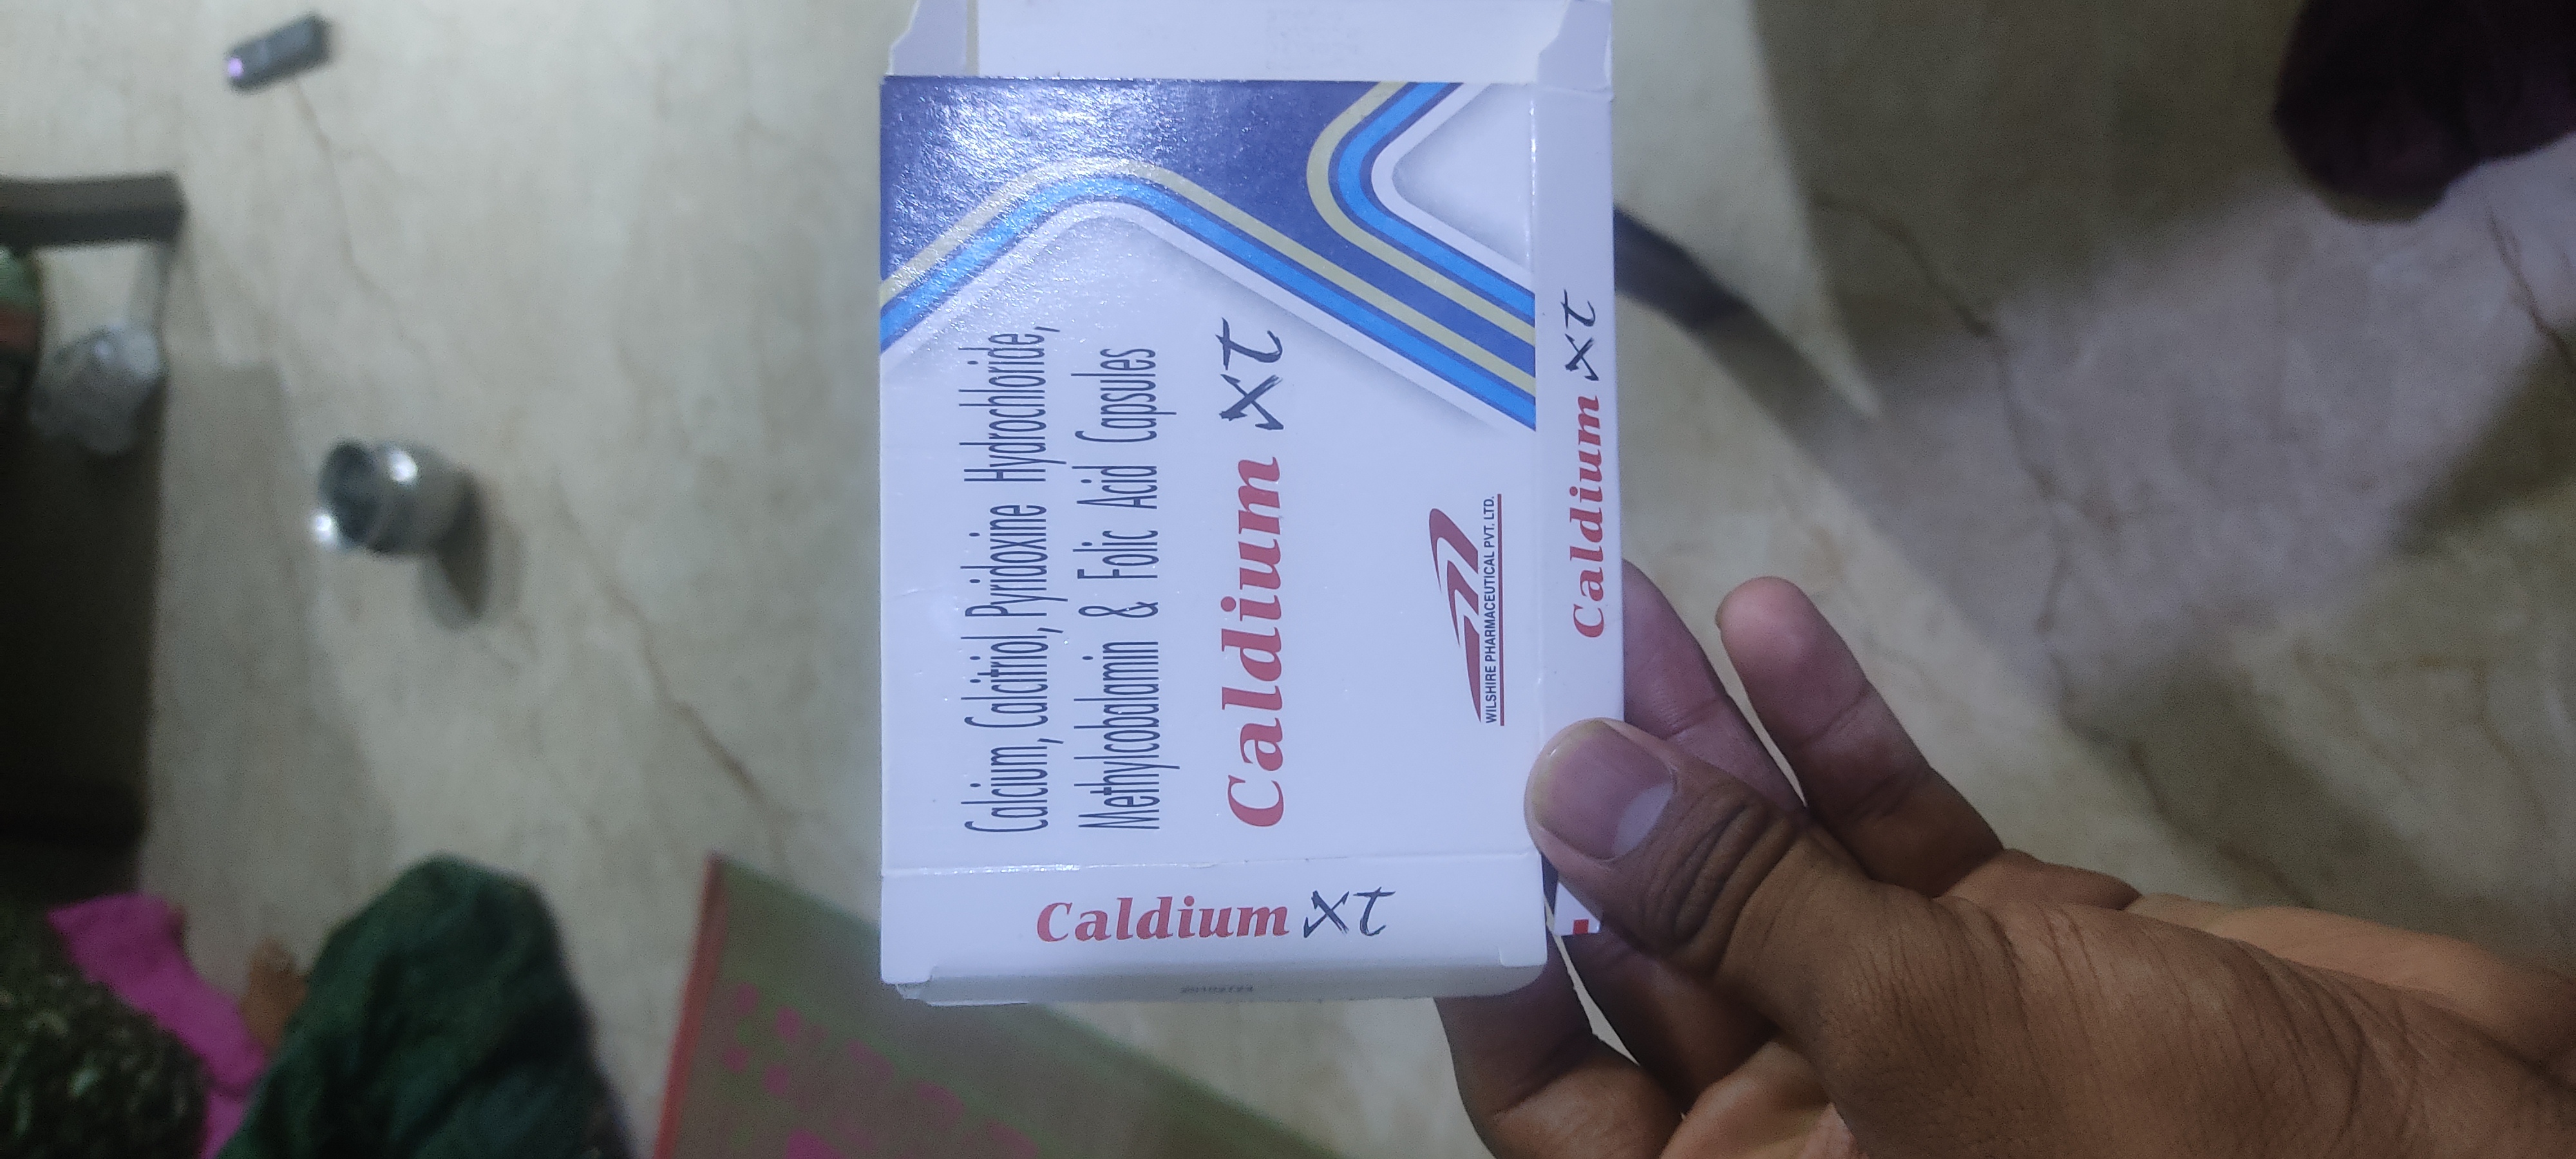 Calcium, Calcitriol, Pyridoxine Hydrochloride,
Methylcobalamin & Folic Acid Capsules
Caldium XT
WILSHIRE PHARMACEUTICAL PVT. LTD.
Caldium XT
Caldium XT